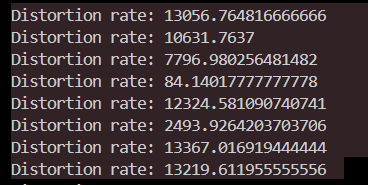 Distortion rate: 13056.764816666666
Distortion rate: 10631.7637
Distortion rate: 7796.980256481482
Distortion rate: 84.14017777777778
Distortion rate: 12324.581090740741
Distortion rate: 2493.9264203703706
Distortion rate: 13367.016919444444
Distortion rate: 13219.611955555556